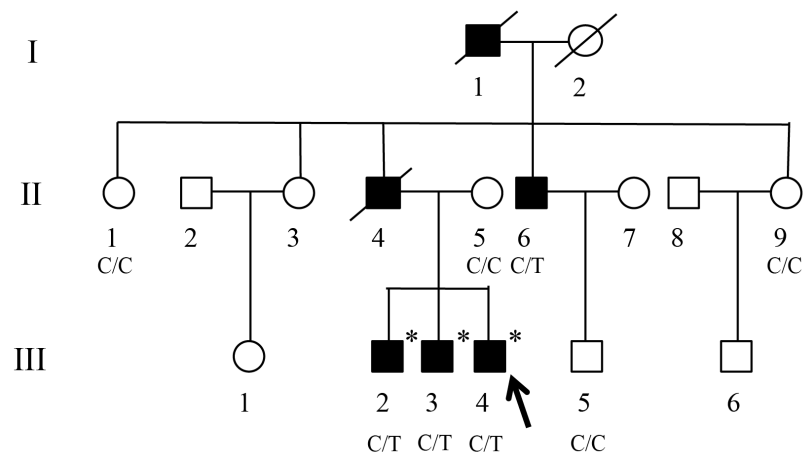 I
1 2
II
1 2 3 4 5 6 7 8 9
C/C C/C C/T C/C
* * *
III
1 2 3 4 5 6
C/T C/T C/T C/C